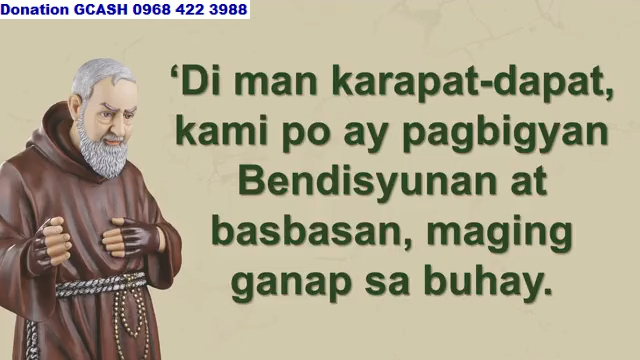 Donation GCASH 0968 422 3988
‘Di man karapat-dapat,
kami po ay pagbigyan
Bendisyunan at
basbasan, maging
ganap sa buhay.